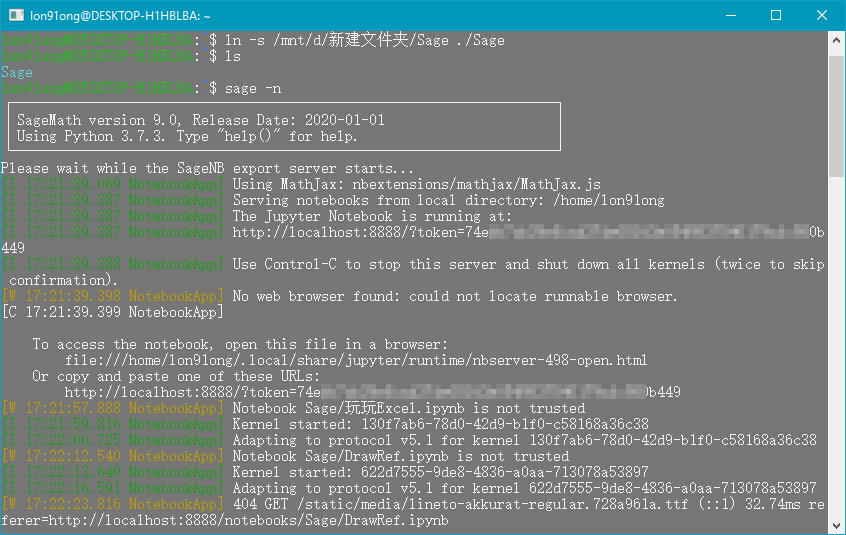 lon91ong@DESKTOP-H1HBLBA: ~
lon91ong@DESKTOP-H1HBLBA: $ ln -s /mnt/d/新建文件夹/Sage ./Sage
lon91ong@DESKTOP-H1HBLBA: $ ls
Sage
lon91ong@DESKTOP-H1HBLBA: $ sage -n
SageMath version 9.0, Release Date: 2020-01-01
Using Python 3.7.3. Type "help()" for help.
Please wait while the SageNB export server starts...
[I 17:21:39.069 NotebookApp] Using MathJax: nbextensions/mathjax/MathJax.js
[I 17:21:39.387 NotebookApp] Serving notebooks from local directory: /home/lon91ong
[I 17:21:39.387 NotebookApp] The Jupyter Notebook is running at:
[I 17:21:39.387 NotebookApp] http://localhost:8888/?token=74e 0b
449
[I 17:21:39.388 NotebookApp] Use Control-C to stop this server and shut down all kernels (twice to skip
confirmation).
[W 17:21:39.393 NotebookApp] No web browser found: could not locate runnable browser.
[C 17:21:39.399 NotebookApp]
To access the notebook, open this file in a browser:
file:///home/lon91ong/.local/share/jupyter/runtime/nbserver-498-open.html
Or copy and paste one of these URLs:
http://localhost:8888/?token=74e 0b449
[W 17:21:57.888 NotebookApp] Notebook Sage/玩玩Excel.ipynb is not trusted
[I 17:21:59.816 NotebookApp] Kernel started: 130f7ab6-78d0-42d9-b1f0-c58168a36c38
[I 17:22:00.725 NotebookApp] Adapting to protocol v5.1 for kernel 130f7ab6-78d0-42d9-b1f0-c58168a36c38
[W 17:22:12.540 NotebookApp] Notebook Sage/DrawRef.ipynb is not trusted
[I 17:22:13.649 NotebookApp] Kernel started: 622d7555-9de8-4836-a0aa-713078a53897
[I 17:22:16.591 NotebookApp] Adapting to protocol v5.1 for kernel 622d7555-9de8-4836-a0aa-713078a53897
[W 17:22:23.816 NotebookApp] 404 GET /static/media/lineto-akkurat-regular.728a961a.ttf (::1) 32.74ms re
ferer=http://localhost:8888/notebooks/Sage/DrawRef.ipynb